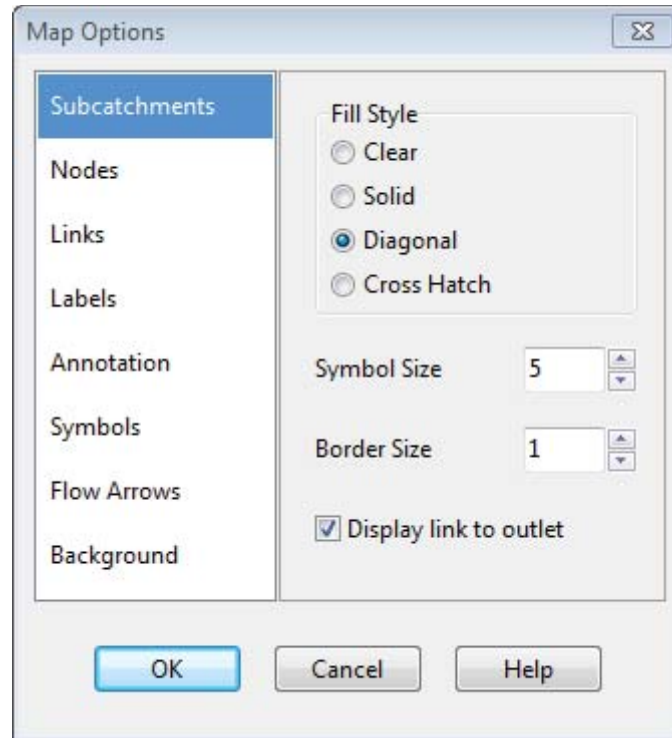 Map Options
Subcatchments
Nodes
Links
Labels
Annotation
Symbols
Flow Arrows
Background
Fill Style
Clear
Solid
Diagonal
Cross Hatch
Symbol Size 5
Border Size 1
Display link to outlet
OK Cancel Help